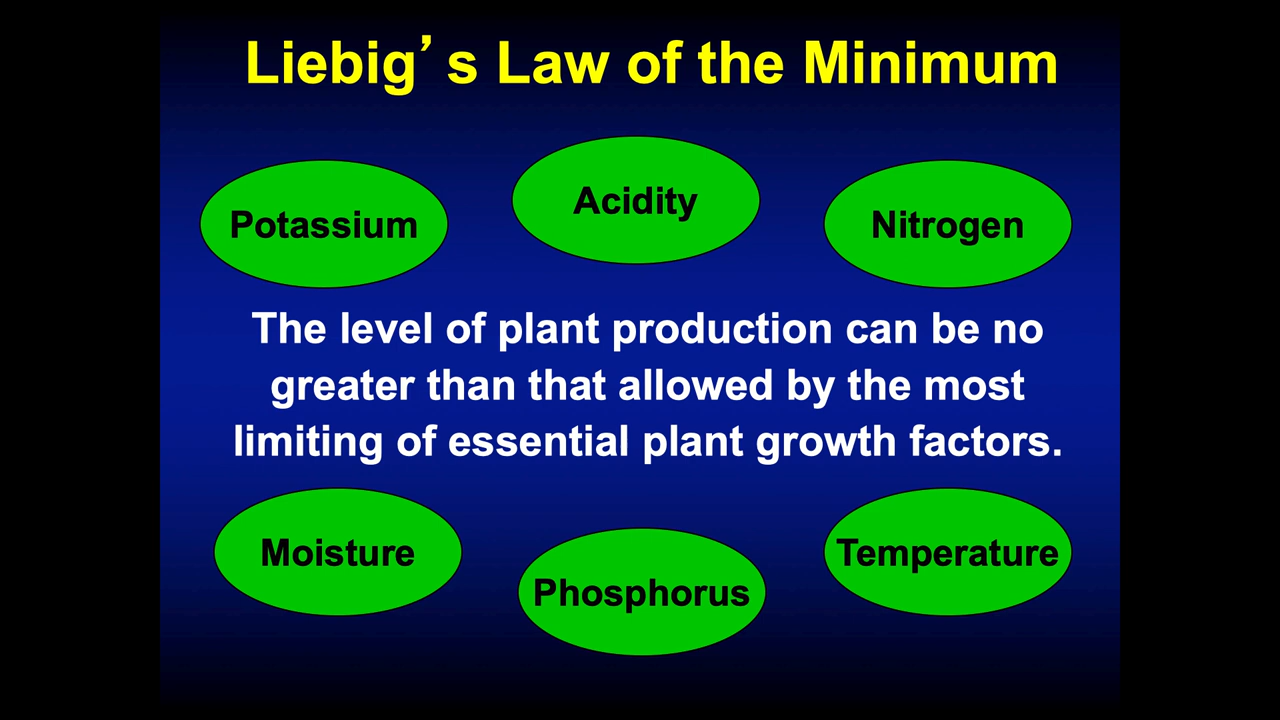 Liebig’s Law of the Minimum
Potassium
Acidity
Nitrogen
The level of plant production can be no
greater than that allowed by the most
limiting of essential plant growth factors.
Moisture
Phosphorus
Temperature